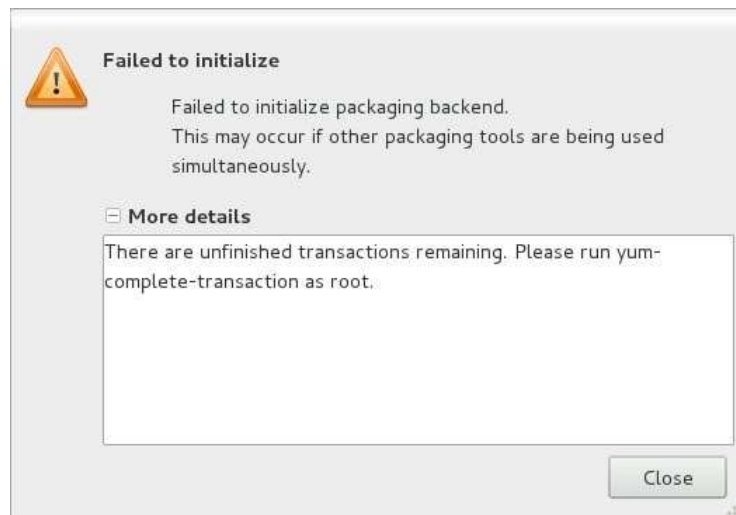 Failed to initialize
Failed to initialize packaging backend.
This may occur if other packaging tools are being used
simultaneously.
More details
There are unfinished transactions remaining. Please run yum-
complete-transaction as root.
Close